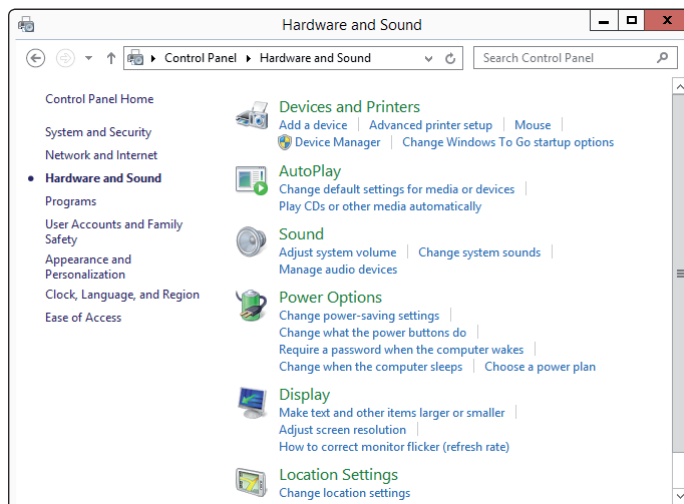 Hardware and Sound
Control Panel Hardware and Sound
Search Control Panel
Control Panel Home
System and Security
Network and Internet
Hardware and Sound
Programs
User Accounts and Family
Safety
Appearance and
Personalization
Clock, Language, and Region
Ease of Access
Devices and Printers
Add a device Advanced printer setup Mouse
Device Manager Change Windows To Go startup options
AutoPlay
Change default settings for media or devices
Play CDs or other media automatically
Sound
Adjust system volume Change system sounds
Manage audio devices
Power Options
Change power-saving settings
Change what the power buttons do
Require a password when the computer wakes
Change when the computer sleeps Choose a power plan
Display
Make text and other items larger or smaller
Adjust screen resolution
How to correct monitor flicker (refresh rate)
Location Settings
Change location settings